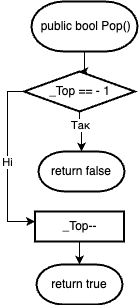 public bool Pop()
_Top == - 1
Так
Ні
return false
_Top--
return true